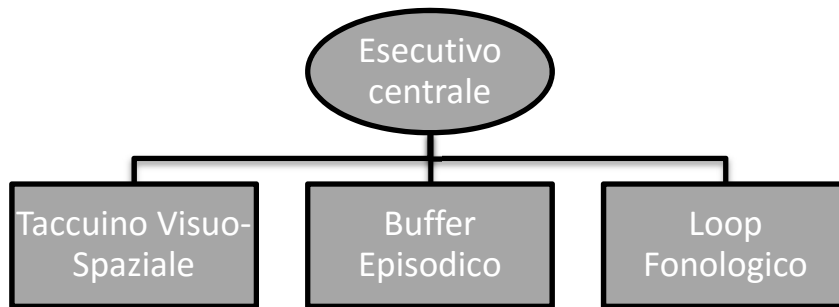 Esecutivo
centrale
Taccuino Visuo-
Spaziale
Buffer
Episodico
Loop
Fonologico